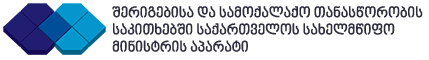 შერიგებისა და სამოქალაქო თანასწორობის
საკითხებში საქართველოს სახელმწიფო
მინისტრის აპარატი